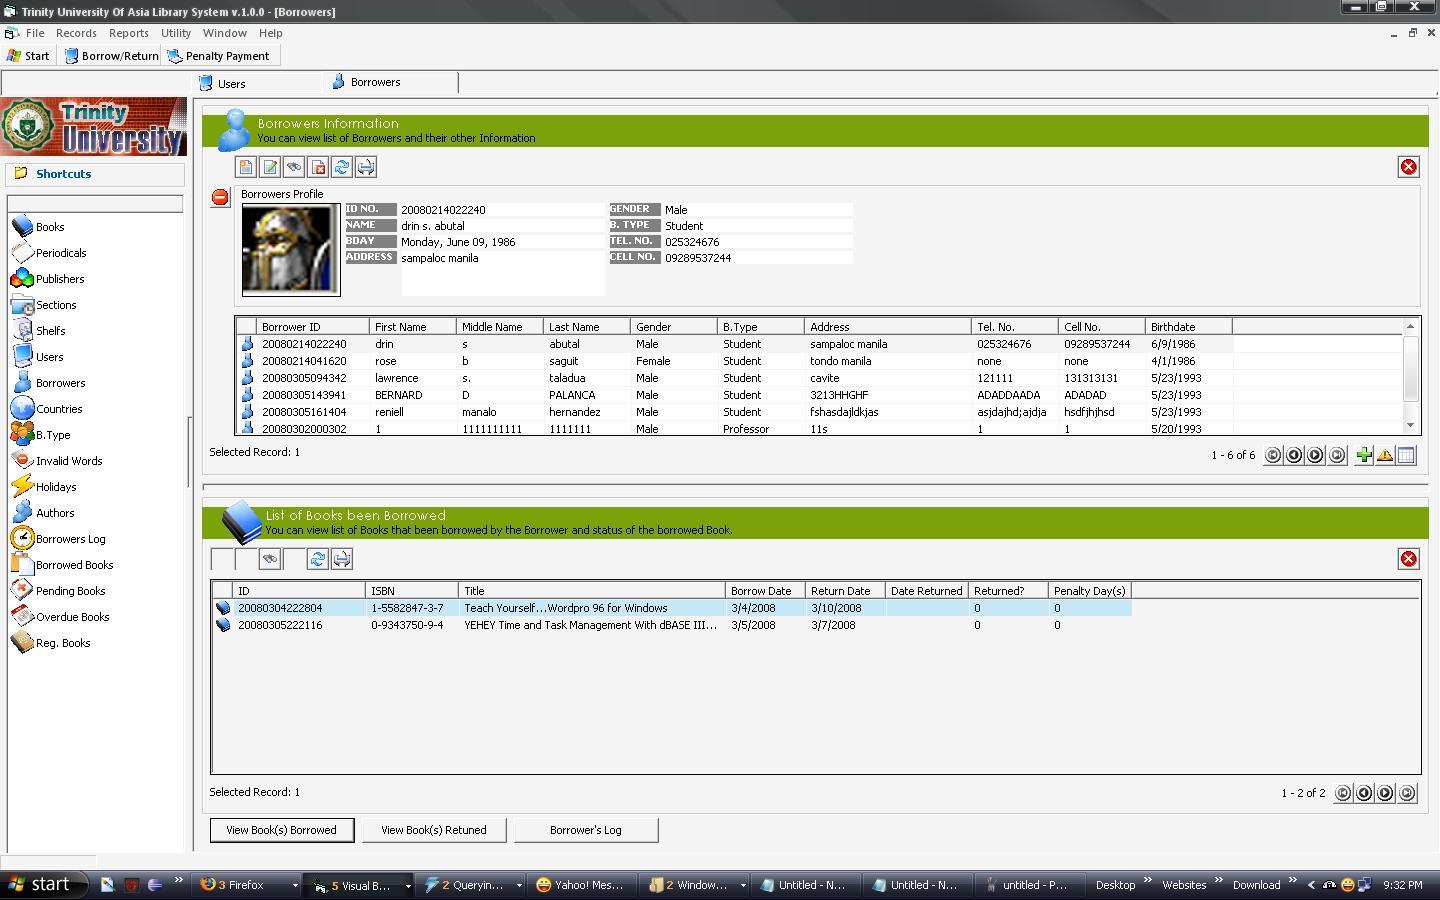 Trinity University Of Asia Library System v.1.0.0 - [Borrowers]
File Records Reports Utility Window Help
Start Borrow/Return Penalty Payment
Users Borrowers
Trinity University
Shortcuts
Books
Periodicals
Publishers
Sections
Shelfs
Users
Borrowers
Countries
B.Type
Invalid Words
Holidays
Authors
Borrowers Log
Borrowed Books
Pending Books
Overdue Books
Reg. Books
Borrowers Information
You can view list of Borrowers and their other Information
Borrowers Profile
ID NO. 20080214022240 GENDER Male
NAME drin s. abutal B. TYPE Student
BDAY Monday, June 09, 1986 TEL. NO. 025324676
ADDRESS sampaloc manila CELL NO. 09289537244
Borrower ID First Name Middle Name Last Name Gender B.Type Address Tel. No. Cell No. Birthdate
20080214022240 drin s abutal Male Student sampaloc manila 025324676 09289537244 6/9/1986
20080214041620 rose b saguit Female Student tondo manila none none 4/1/1986
20080305094342 lawrence s. taladua Male Student cavite 121111 131313131 5/23/1993
20080305143941 BERNARD D PALANCA Male Student 3213HHGHF ADADDAADA ADADAD 5/23/1993
20080305161404 reniell manalo hernandez Male Student fshasdajldkjas asjdajhd;ajdja hsdfjhjhsd 5/23/1993
20080302000302 1 1111111111 1111111 Male Professor 11s 1 1 5/20/1993
Selected Record: 1 1 - 6 of 6
List of Books been Borrowed
You can view list of Books that been borrowed by the Borrower and status of the borrowed Book.
ID ISBN Title Borrow Date Return Date Date Returned Returned? Penalty Day(s)
20080304222804 1-5582847-3-7 Teach Yourself...Wordpro 96 for Windows 3/4/2008 3/10/2008 0 0
20080305222116 0-9343750-9-4 YEHEY Time and Task Management With dBASE III... 3/5/2008 3/7/2008 0 0
Selected Record: 1 1 - 2 of 2
View Book(s) Borrowed View Book(s) Retuned Borrower's Log
start 3 Firefox 5 Visual B... 2 Queryin... Yahoo! Mes... 2 Window... Untitled - N... Untitled - N... untitled - P... Desktop Websites Download 9:32 PM